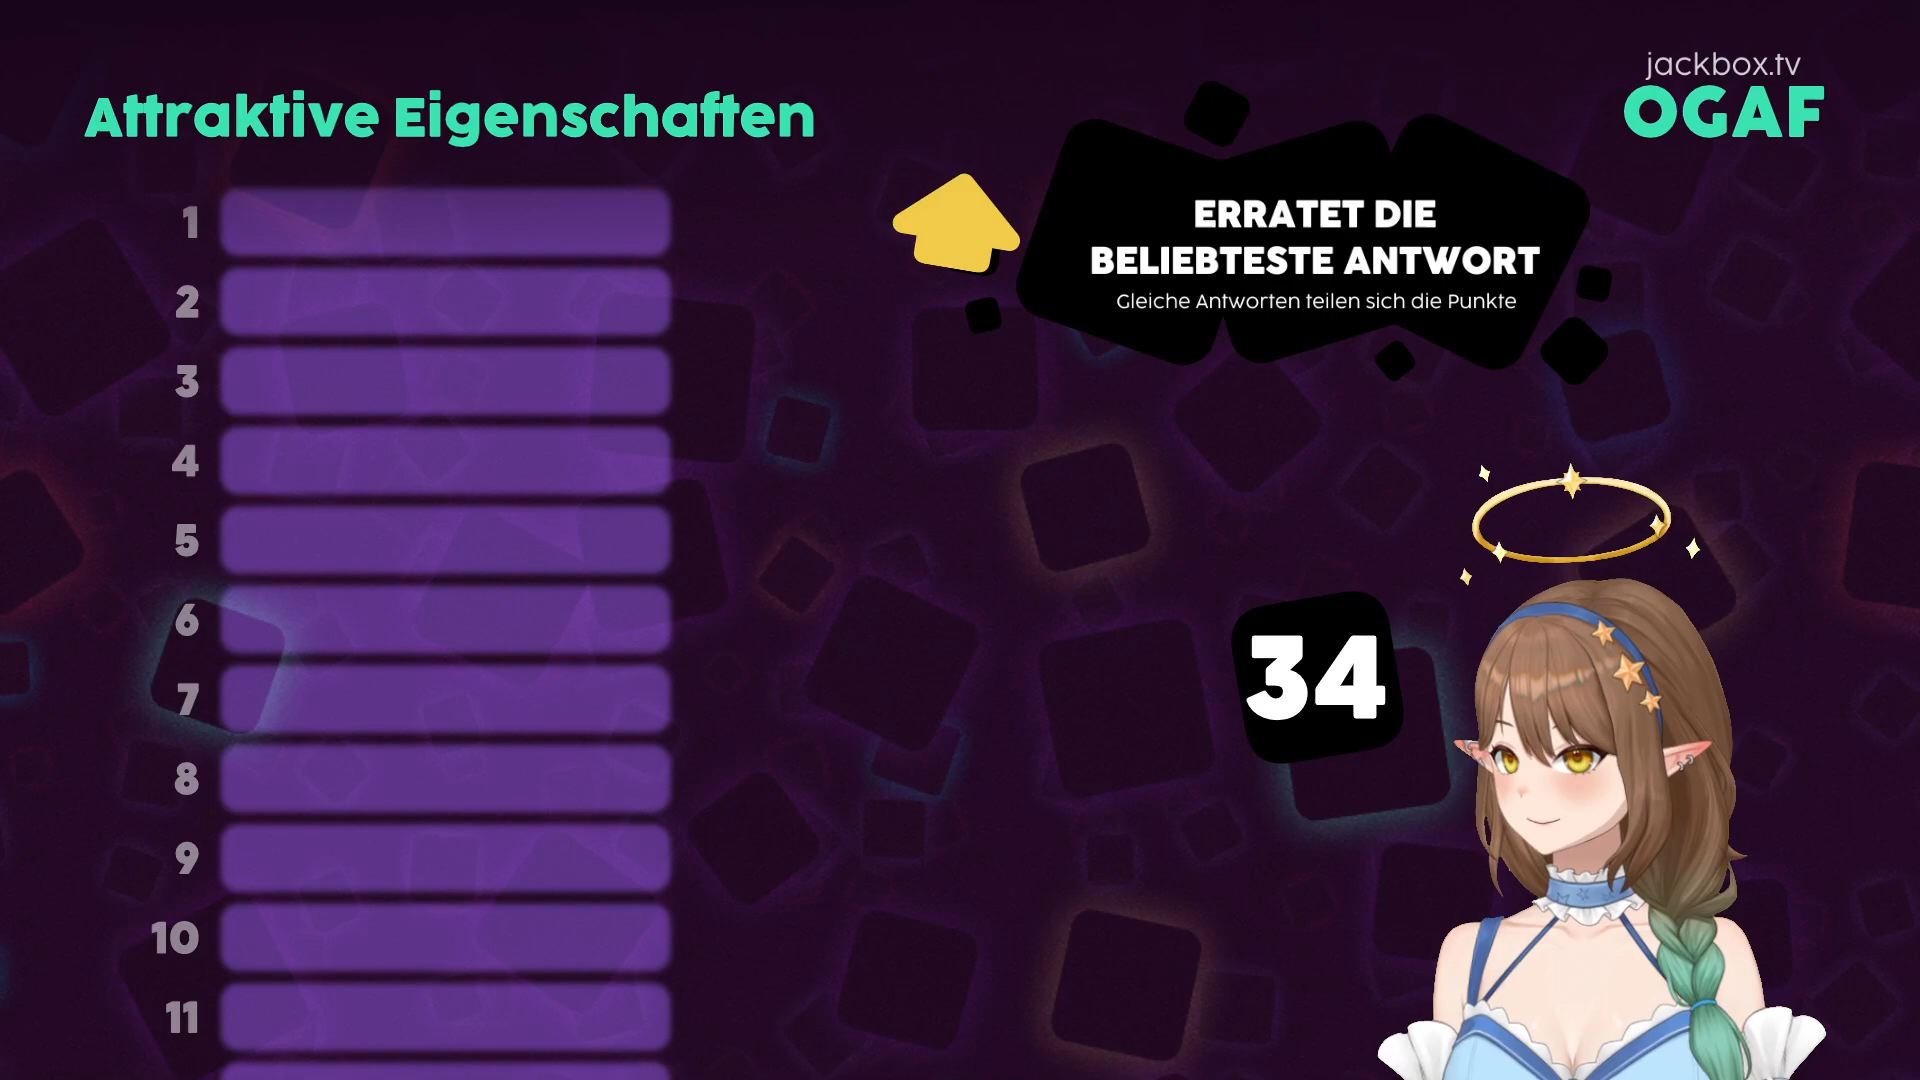 jackbox.tv
OGAF
Attraktive Eigenschaften
ERRATET DIE
BELIEBTESTE ANTWORT
Gleiche Antworten teilen sich die Punkte
1
2
3
4
5
6
7
8
9
10
11
34